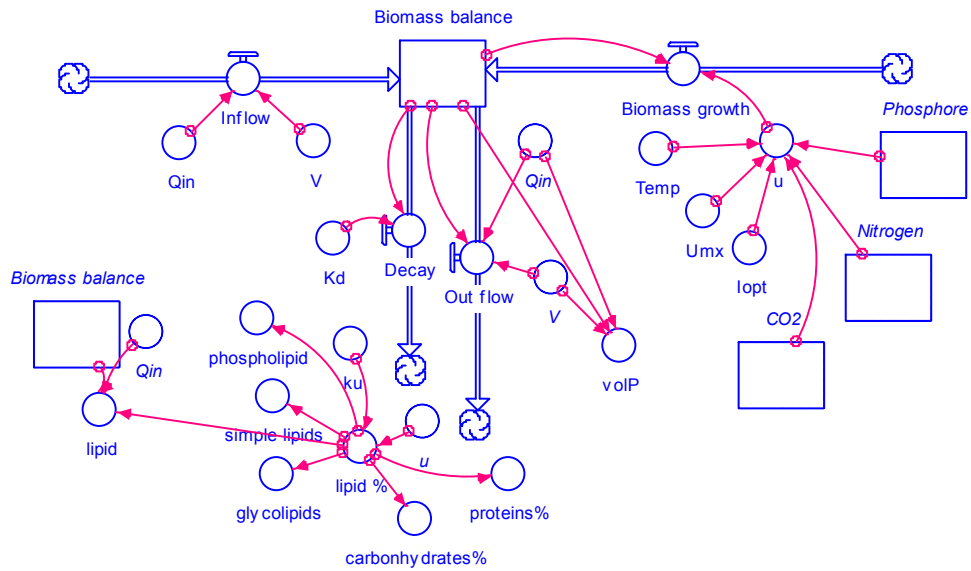 Biomass balance
Inflow
Biomass growth
Phosphore
Qin
V
Qin
Temp
u
Umx
Nitrogen
Kd
Decay
Out flow
Iopt
Biomass balance
V
CO2
phospholipid
Qin
ku
volP
simple lipids
lipid
u
lipid %
glycolipids
proteins%
carbonhydrates%